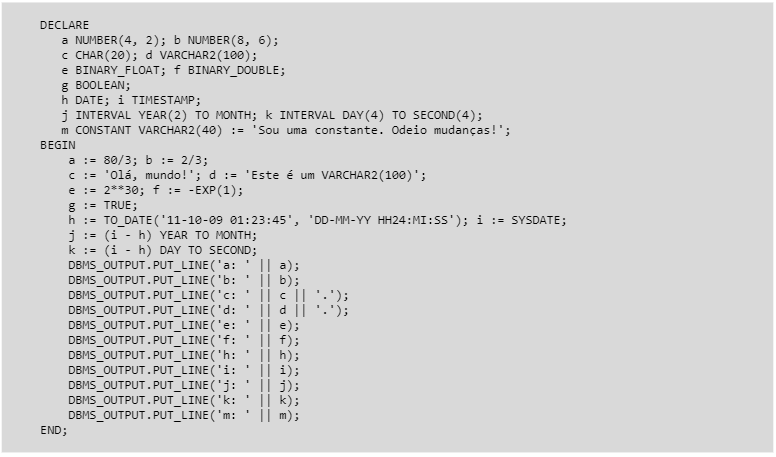 DECLARE
a NUMBER(4, 2); b NUMBER(8, 6);
c CHAR(20); d VARCHAR2(100);
e BINARY_FLOAT; f BINARY_DOUBLE;
g BOOLEAN;
h DATE; i TIMESTAMP;
j INTERVAL YEAR(2) TO MONTH; k INTERVAL DAY(4) TO SECOND(4);
m CONSTANT VARCHAR2(40) := 'Sou uma constante. Odeio mudanças!';
BEGIN
a := 80/3; b := 2/3;
c := 'Olá, mundo!'; d := 'Este é um VARCHAR2(100)';
e := 2**30; f := -EXP(1);
g := TRUE;
h := TO_DATE('11-10-09 01:23:45', 'DD-MM-YY HH24:MI:SS'); i := SYSDATE;
j := (i - h) YEAR TO MONTH;
k := (i - h) DAY TO SECOND;
DBMS_OUTPUT.PUT_LINE('a: ' || a);
DBMS_OUTPUT.PUT_LINE('b: ' || b);
DBMS_OUTPUT.PUT_LINE('c: ' || c || '.');
DBMS_OUTPUT.PUT_LINE('d: ' || d || '.');
DBMS_OUTPUT.PUT_LINE('e: ' || e);
DBMS_OUTPUT.PUT_LINE('f: ' || f);
DBMS_OUTPUT.PUT_LINE('h: ' || h);
DBMS_OUTPUT.PUT_LINE('i: ' || i);
DBMS_OUTPUT.PUT_LINE('j: ' || j);
DBMS_OUTPUT.PUT_LINE('k: ' || k);
DBMS_OUTPUT.PUT_LINE('m: ' || m);
END;